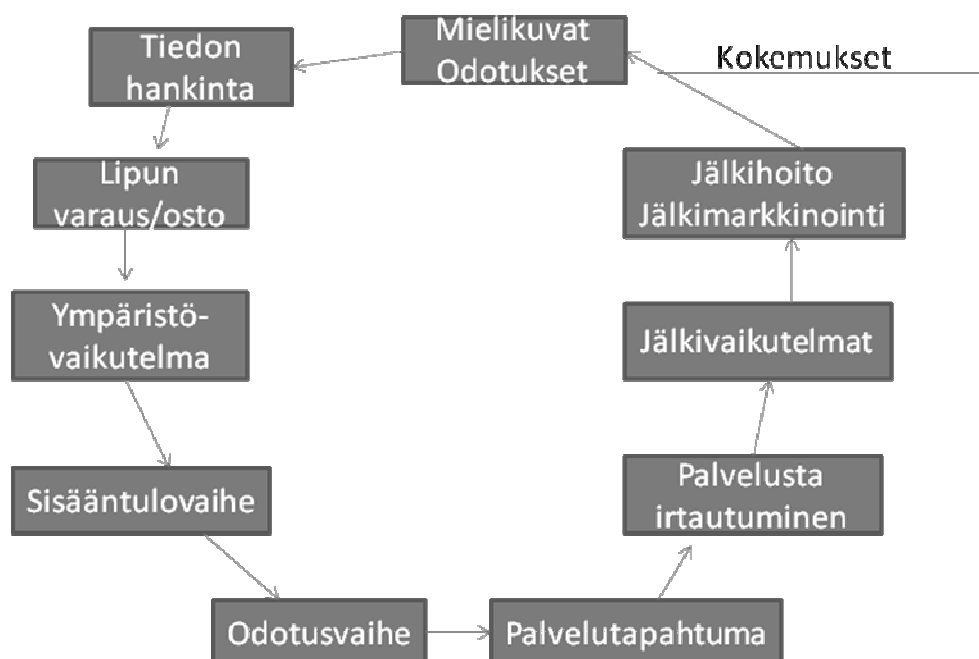 Mielikuvat
Odotukset
Kokemukset
Tiedon
hankinta
Lipun
varaus/osto
Ympäristö-
vaikutelma
Sisääntulovaihe
Odotusvaihe
Palvelutapahtuma
Palvelusta
irtautuminen
Jälkivaikutelmat
Jälkihoito
Jälkimarkkinointi